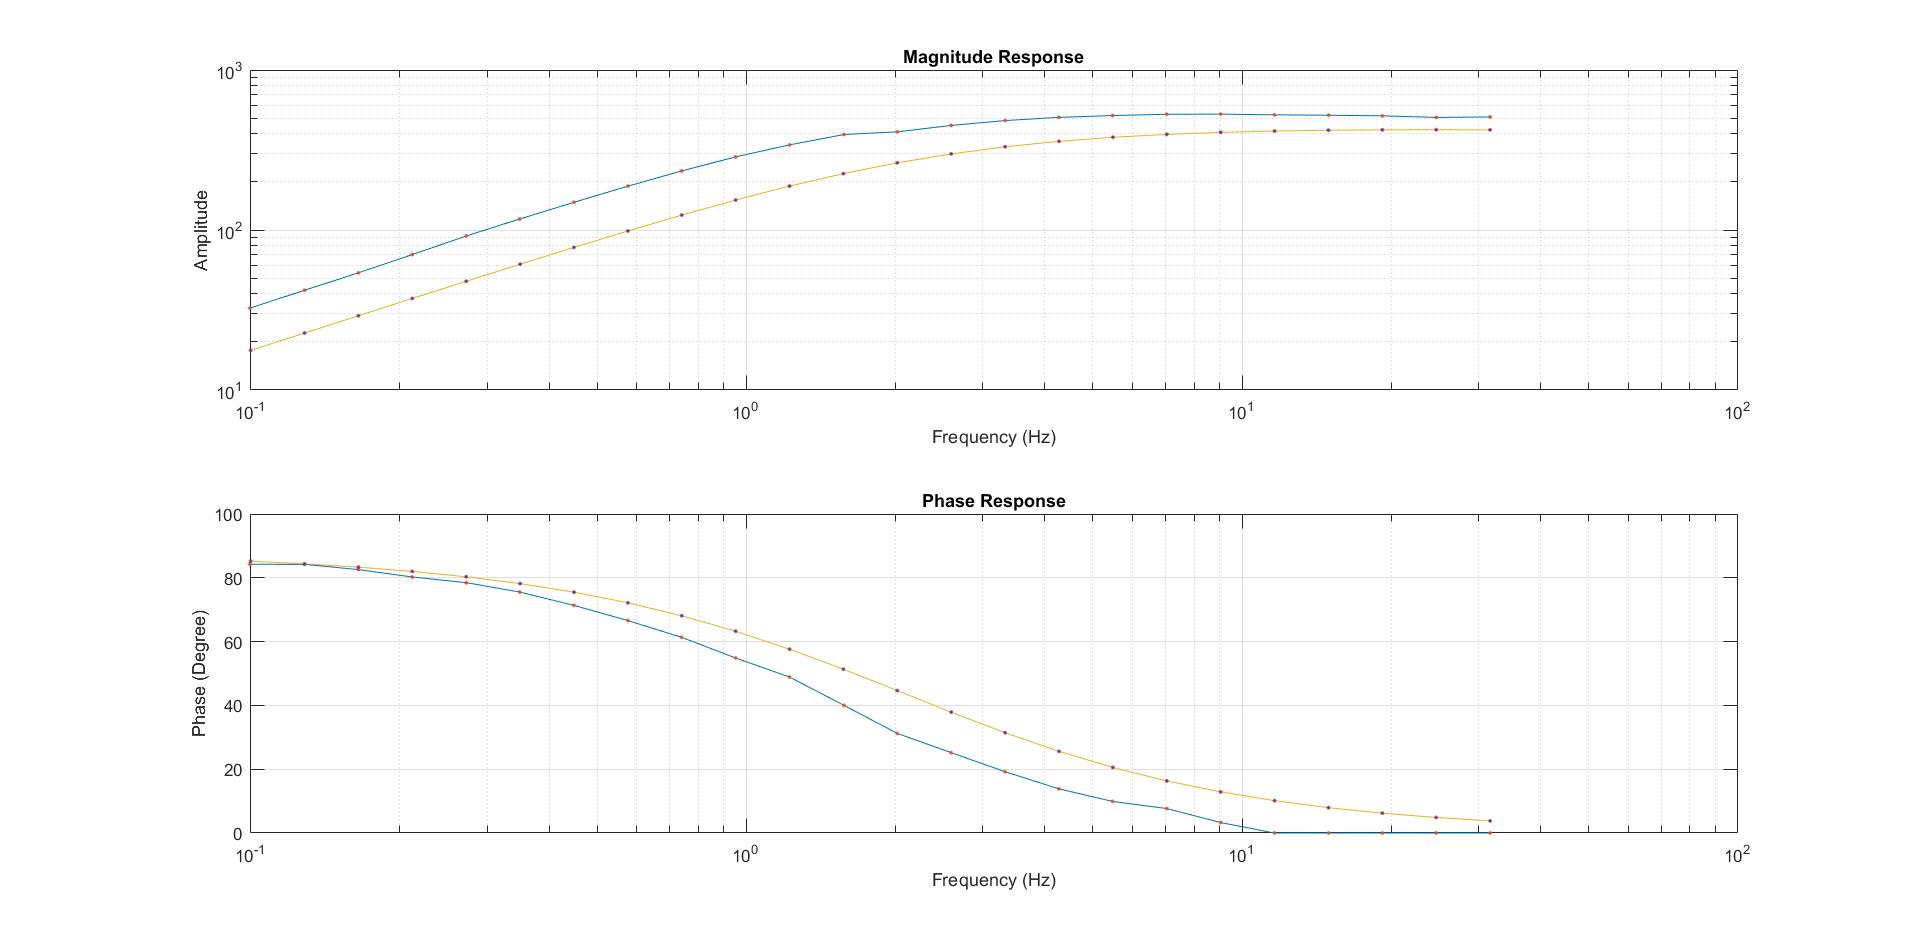 Magnitude Response
10^3
10^2
10^1
Amplitude
10^-1 10^0 10^1 10^2
Frequency (Hz)
Phase Response
100
80
60
40
20
0
Phase (Degree)
10^-1 10^0 10^1 10^2
Frequency (Hz)